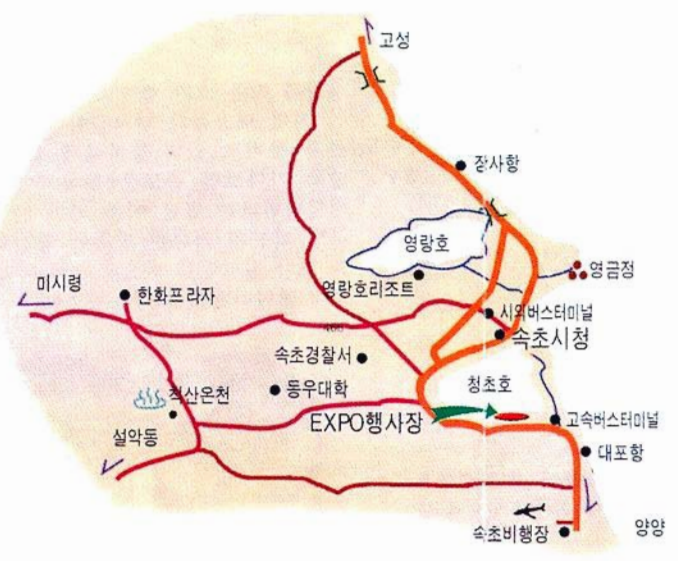 고성
장사항
영랑호
영금정
미시령
한화프라자
영랑호리조트
시외버스터미널
속초시청
속초경찰서
동우대학
청초호
척산온천
EXPO행사장
고속버스터미널
설악동
대포항
속초비행장
양양